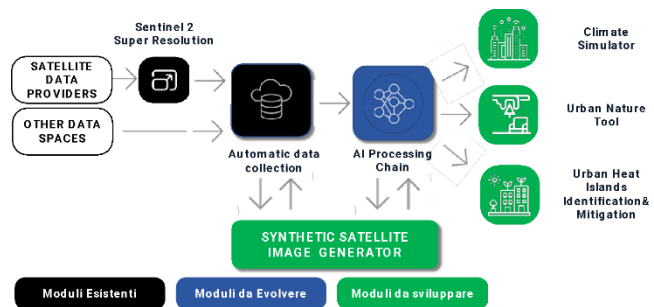 Sentinel 2
Super Resolution
SATELLITE
DATA
PROVIDERS
OTHER DATA
SPACES
Automatic data
collection
AI Processing
Chain
Climate
Simulator
Urban Nature
Tool
Urban Heat
Islands
Identification&
Mitigation
SYNTHETIC SATELLITE
IMAGE GENERATOR
Moduli Esistenti
Moduli da Evolvere
Moduli da sviluppare